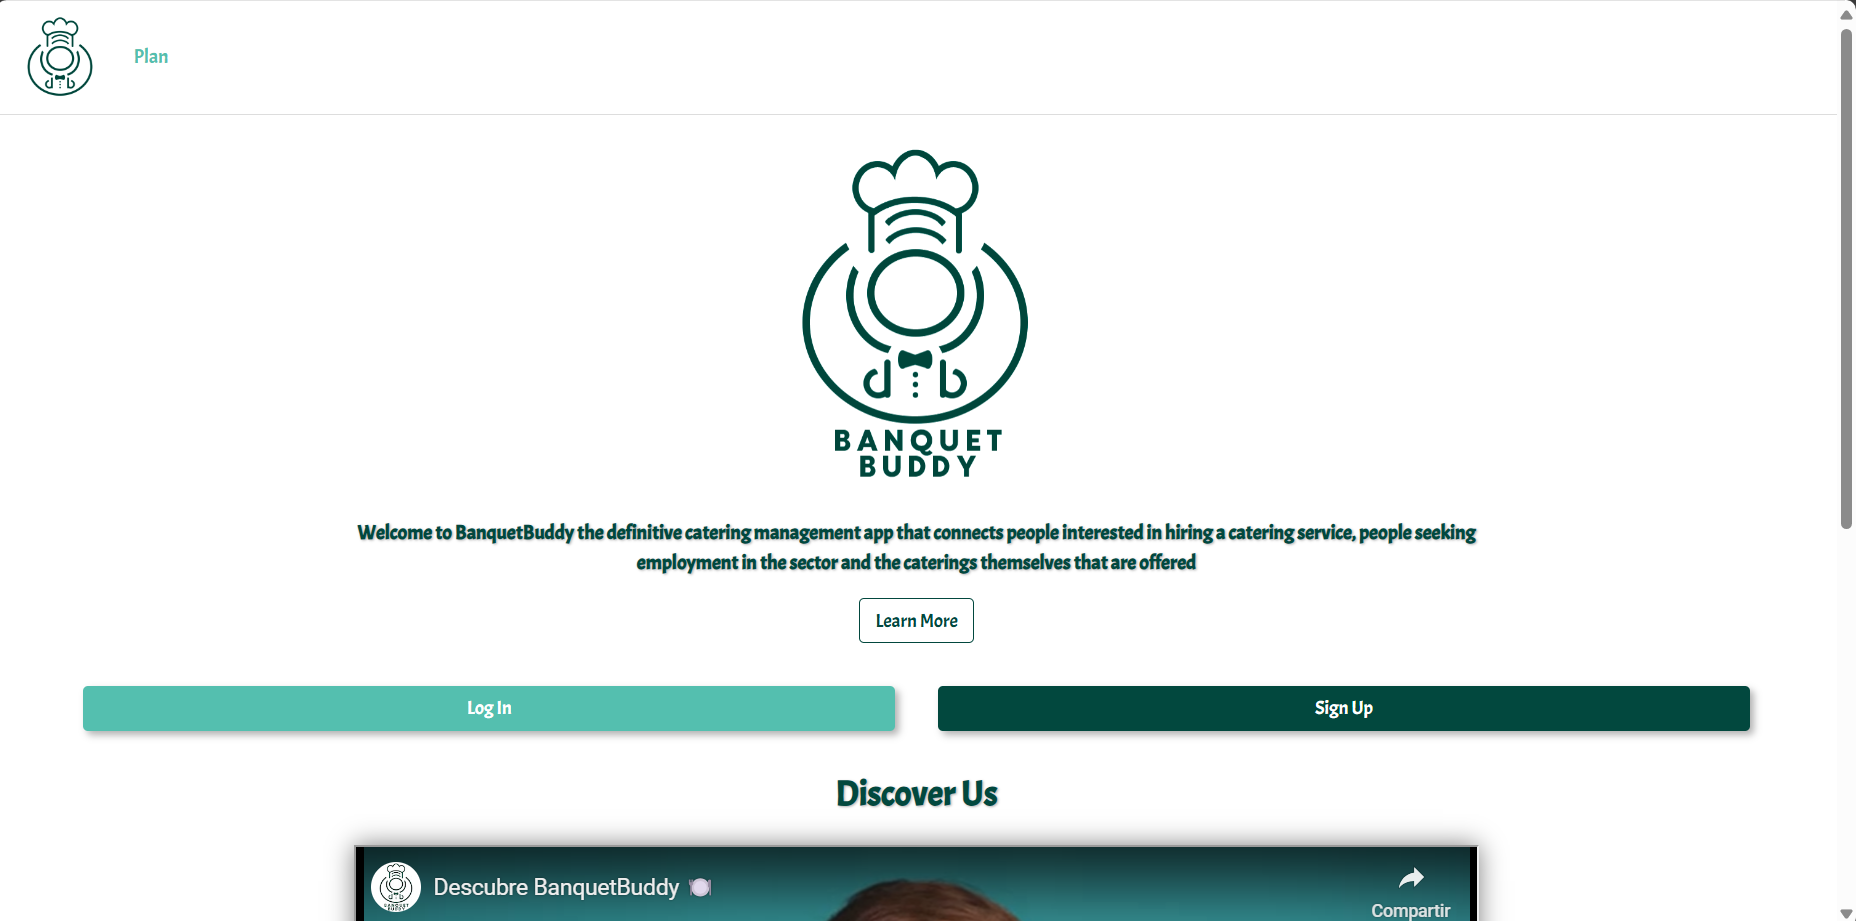 Plan
BANQUET
BUDDY
Welcome to BanquetBuddy the definitive catering management app that connects people interested in hiring a catering service, people seeking
employment in the sector and the caterings themselves that are offered
Learn More
Log In
Sign Up
Discover Us
Descubre BanquetBuddy 🍽️
Compartir